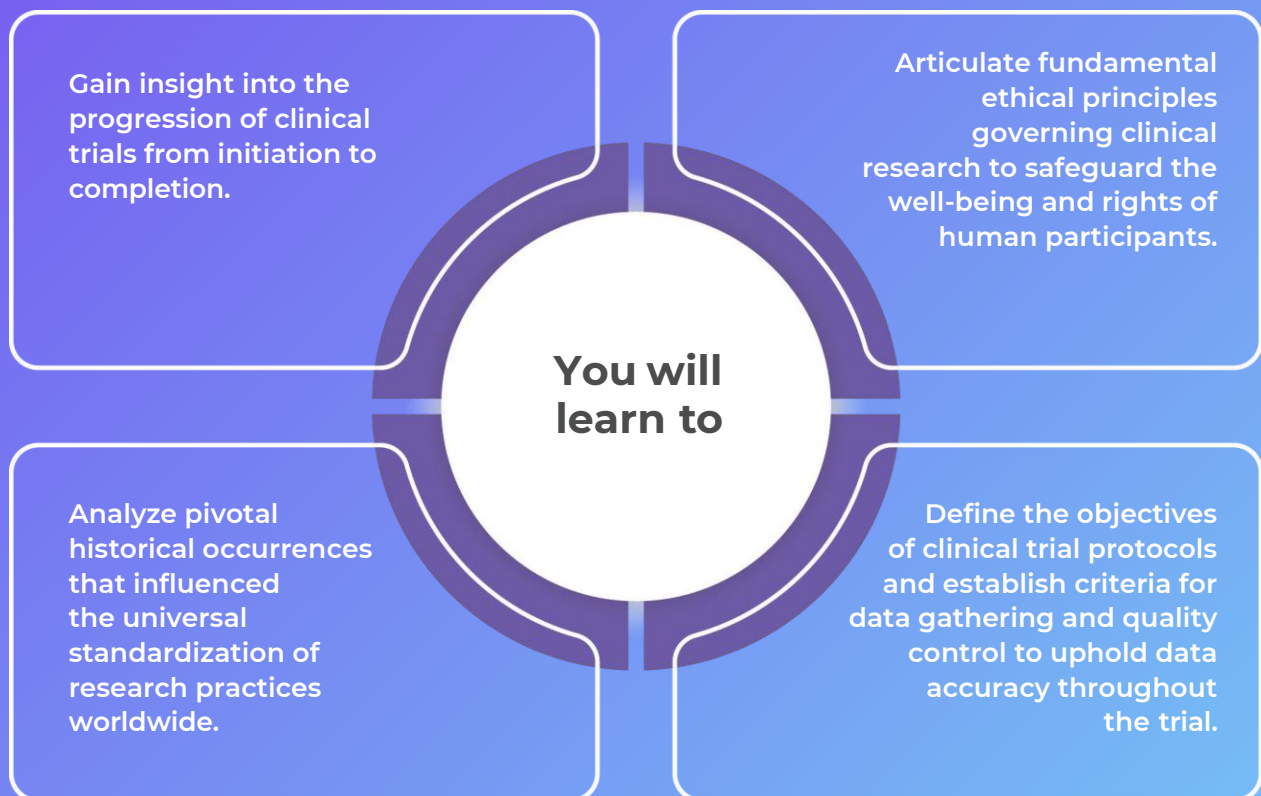 Gain insight into the
progression of clinical
trials from initiation to
completion.
Articulate fundamental
ethical principles
governing clinical
research to safeguard the
well-being and rights of
human participants.
You will
learn to
Analyze pivotal
historical occurrences
that influenced
the universal
standardization of
research practices
worldwide.
Define the objectives
of clinical trial protocols
and establish criteria for
data gathering and quality
control to uphold data
accuracy throughout
the trial.